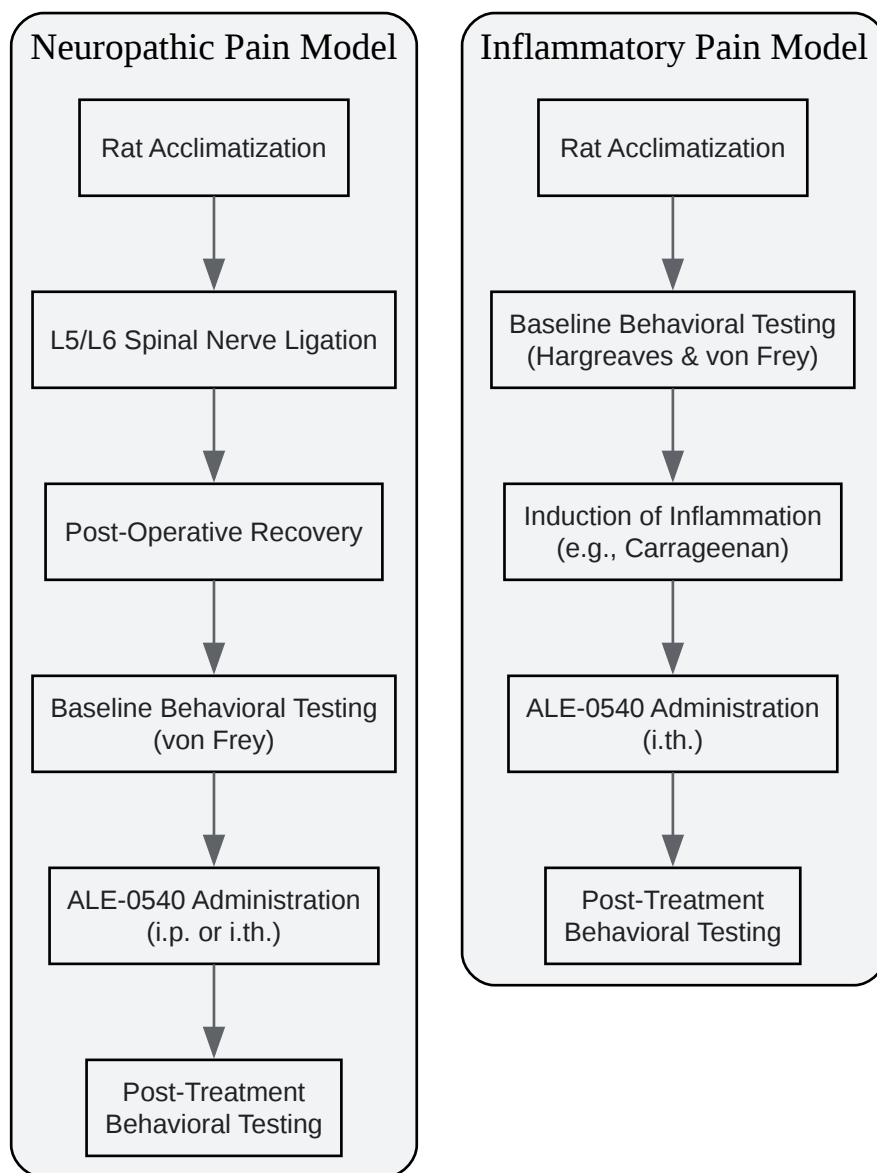 Neuropathic Pain Model
Rat Acclimatization
L5/L6 Spinal Nerve Ligation
Post-Operative Recovery
Baseline Behavioral Testing
(von Frey)
ALE-0540 Administration
(i.p. or i.th.)
Post-Treatment
Behavioral Testing
Inflammatory Pain Model
Rat Acclimatization
Baseline Behavioral Testing
(Hargreaves & von Frey)
Induction of Inflammation
(e.g., Carrageenan)
ALE-0540 Administration
(i.th.)
Post-Treatment
Behavioral Testing